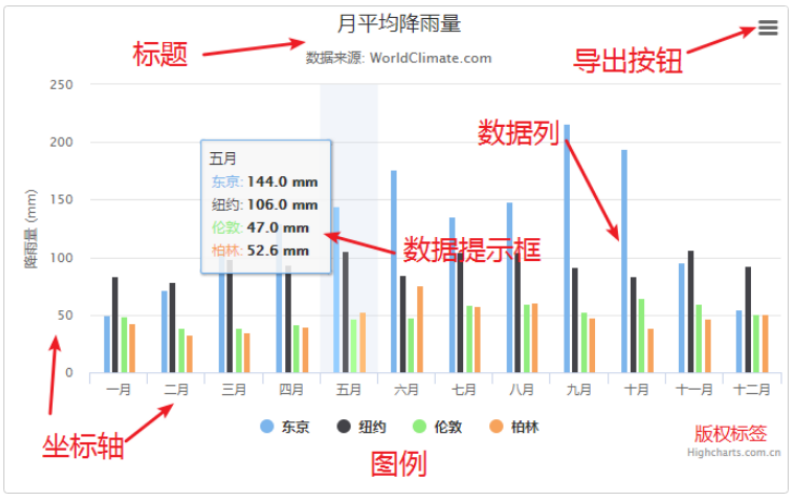 月平均降雨量
标题
数据来源: WorldClimate.com
导出按钮
250
200
150
100
50
0
降雨量 (mm)
数据列
五月
东京: 144.0 mm
纽约: 106.0 mm
伦敦: 47.0 mm
柏林: 52.6 mm
数据提示框
一月 二月 三月 四月 五月 六月 七月 八月 九月 十月 十一月 十二月
坐标轴
东京 纽约 伦敦 柏林
图例
版权标签
Highcharts.com.cn